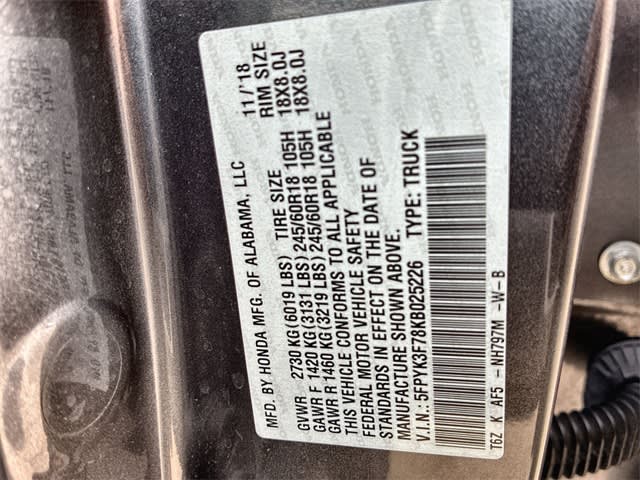 MFD. BY HONDA MFG. OF ALABAMA, LLC 11/'18
GVWR 2730 KG (6019 LBS) TIRE SIZE RIM SIZE
GAWR F 1420 KG (3131 LBS) 245/60R18 105H 18X8.0J
GAWR R 1460 KG (3219 LBS) 245/60R18 105H 18X8.0J
THIS VEHICLE CONFORMS TO ALL APPLICABLE
FEDERAL MOTOR VEHICLE SAFETY
STANDARDS IN EFFECT ON THE DATE OF
MANUFACTURE SHOWN ABOVE.
V.I.N.: 5FPYK3F78KB025226 TYPE: TRUCK
T6Z K AF5 - NH797M -W-B